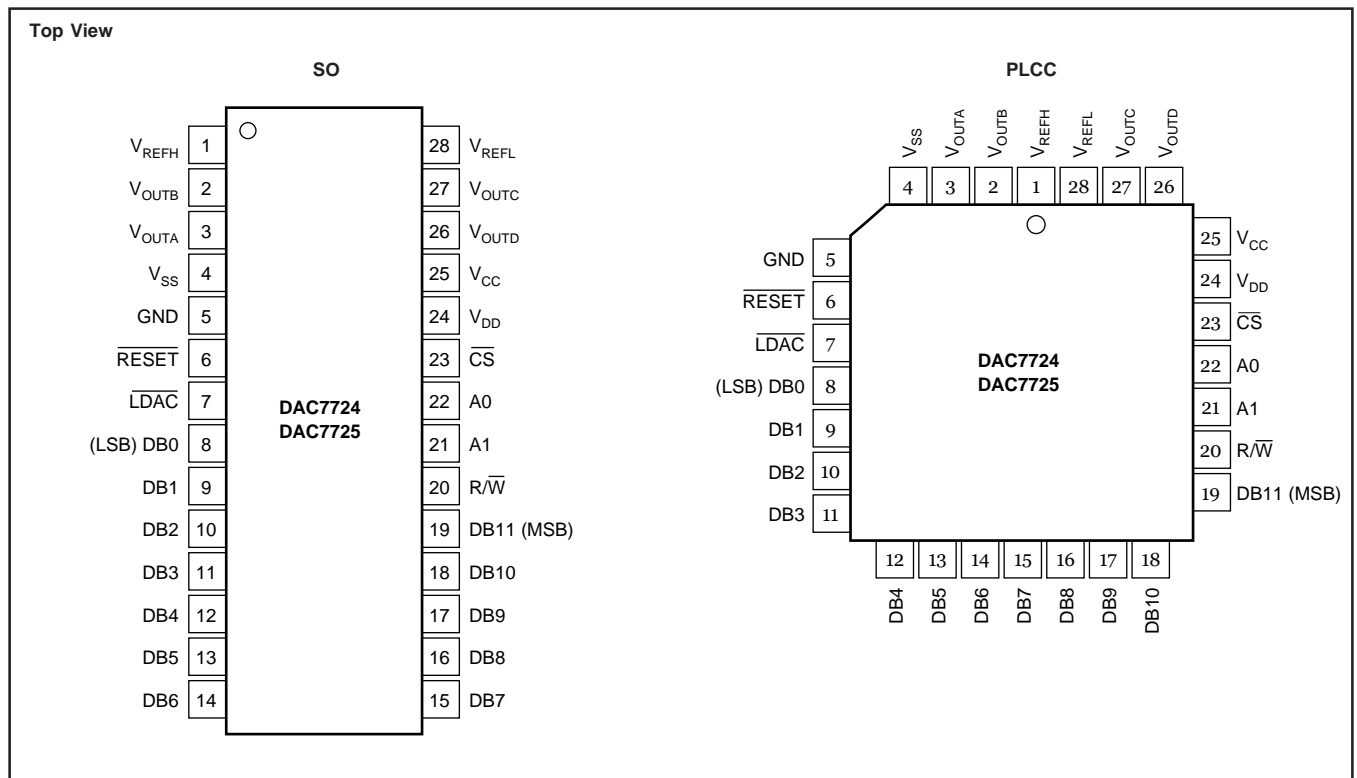 Top View
SO
V_REFH 1
V_OUTB 2
V_OUTA 3
V_SS 4
GND 5
R̅E̅S̅E̅T̅ 6
L̅D̅A̅C̅ 7
(LSB) DB0 8
DB1 9
DB2 10
DB3 11
DB4 12
DB5 13
DB6 14
DAC7724
DAC7725
28 V_REFL
27 V_OUTC
26 V_OUTD
25 V_CC
24 V_DD
23 C̅S̅
22 A0
21 A1
20 R/W̅
19 DB11 (MSB)
18 DB10
17 DB9
16 DB8
15 DB7
PLCC
V_SS V_OUTA V_OUTB V_REFH V_REFL V_OUTC V_OUTD
4 3 2 1 28 27 26
GND 5
R̅E̅S̅E̅T̅ 6
L̅D̅A̅C̅ 7
(LSB) DB0 8
DB1 9
DB2 10
DB3 11
DAC7724
DAC7725
25 V_CC
24 V_DD
23 C̅S̅
22 A0
21 A1
20 R/W̅
19 DB11 (MSB)
12 13 14 15 16 17 18
DB4 DB5 DB6 DB7 DB8 DB9 DB10